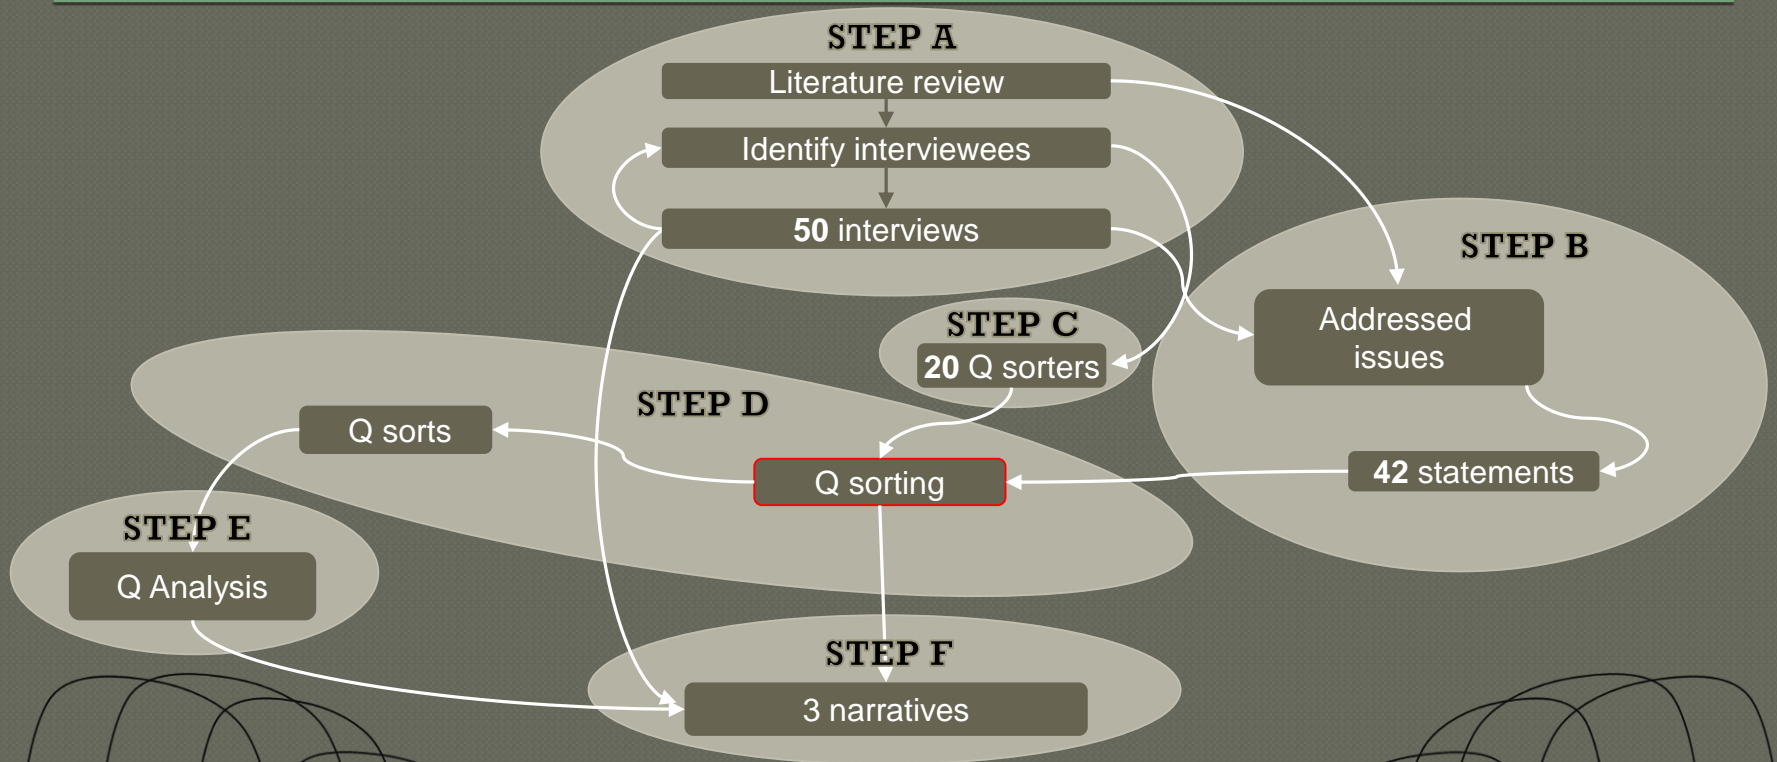 STEP A
Literature review
Identify interviewees
50 interviews
STEP B
Addressed
issues
42 statements
STEP C
20 Q sorters
STEP D
Q sorts
Q sorting
STEP E
Q Analysis
STEP F
3 narratives